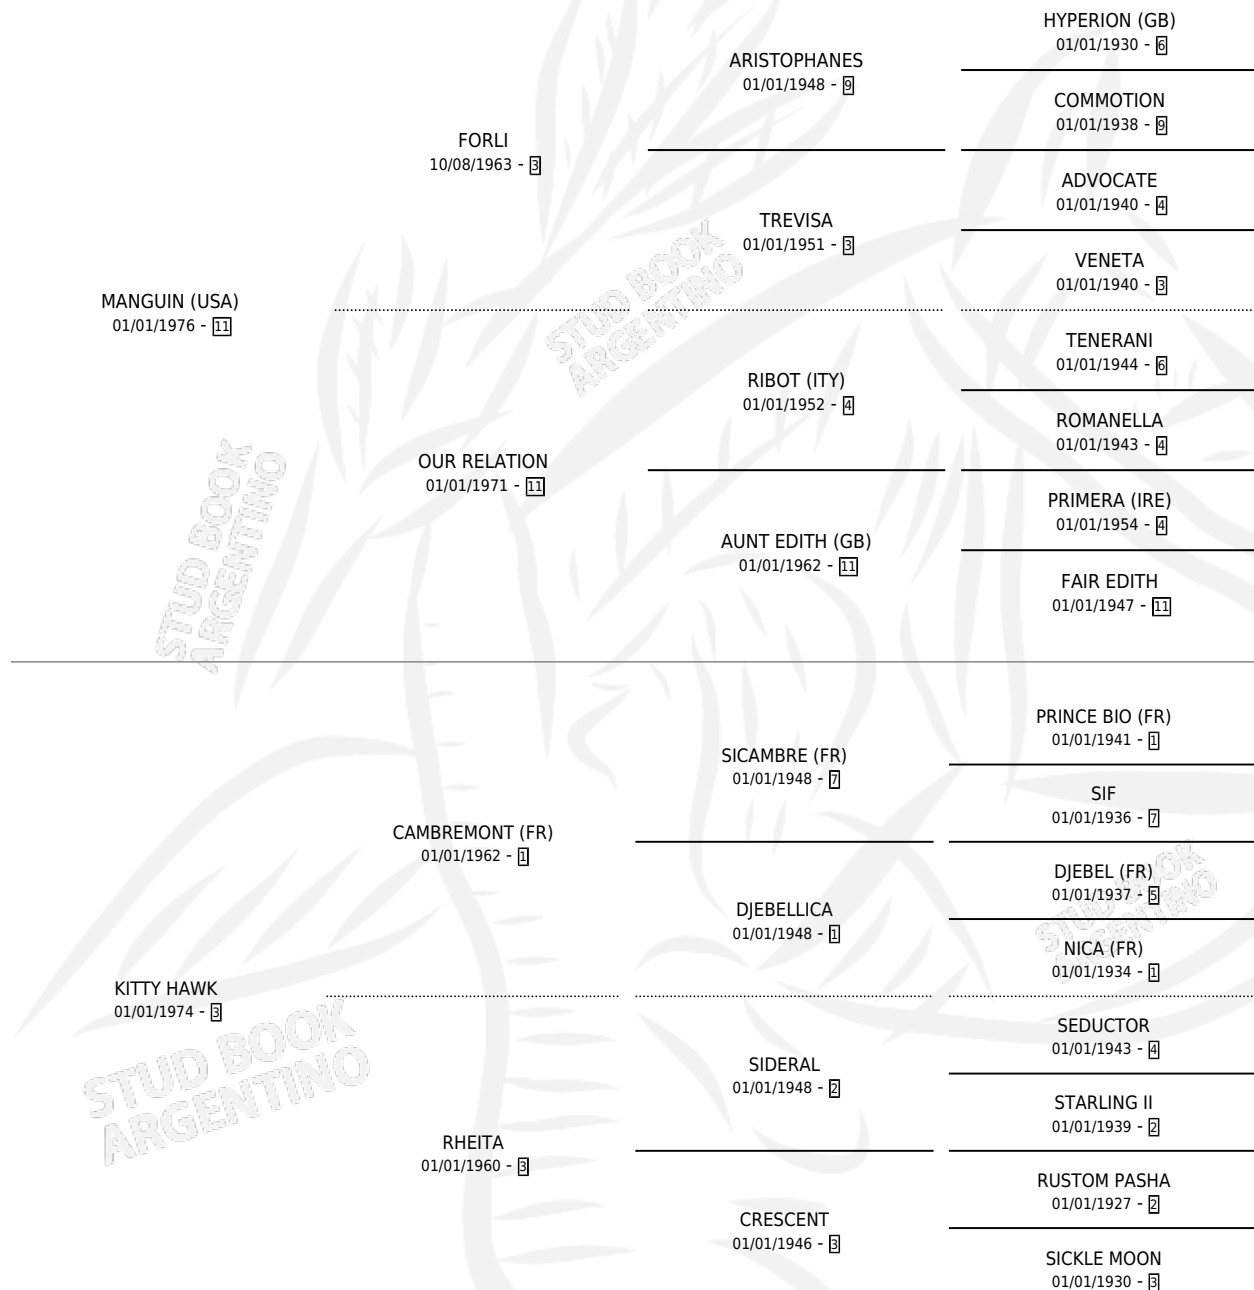 HYPERION (GB)
01/01/1930 - 6
ARISTOPHANES
01/01/1948 - 9
COMMOTION
01/01/1938 - 9
FORLI
10/08/1963 - 3
ADVOCATE
01/01/1940 - 4
TREVISA
01/01/1951 - 3
VENETA
01/01/1940 - 3
MANGUIN (USA)
01/01/1976 - 11
TENERANI
01/01/1944 - 6
RIBOT (ITY)
01/01/1952 - 4
ROMANELLA
01/01/1943 - 4
OUR RELATION
01/01/1971 - 11
PRIMERA (IRE)
01/01/1954 - 4
AUNT EDITH (GB)
01/01/1962 - 11
FAIR EDITH
01/01/1947 - 11
STUD BOOK
ARGENTINO
STUD BOOK
ARGENTINO
PRINCE BIO (FR)
01/01/1941 - 1
SICAMBRE (FR)
01/01/1948 - 7
SIF
01/01/1936 - 7
CAMBREMONT (FR)
01/01/1962 - 1
DJEBEL (FR)
01/01/1937 - 5
DJEBELLICA
01/01/1948 - 1
NICA (FR)
01/01/1934 - 1
KITTY HAWK
01/01/1974 - 3
SEDUCTOR
01/01/1943 - 4
SIDERAL
01/01/1948 - 2
STARLING II
01/01/1939 - 2
RHEITA
01/01/1960 - 3
RUSTOM PASHA
01/01/1927 - 2
CRESCENT
01/01/1946 - 3
SICKLE MOON
01/01/1930 - 3
STUD BOOK
ARGENTINO
STUD BOOK
ARGENTINO